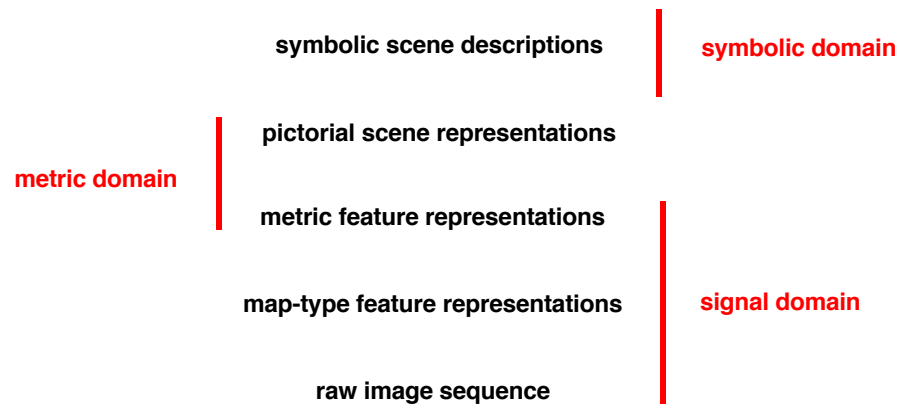 symbolic scene descriptions
symbolic domain
pictorial scene representations
metric domain
metric feature representations
map-type feature representations
signal domain
raw image sequence